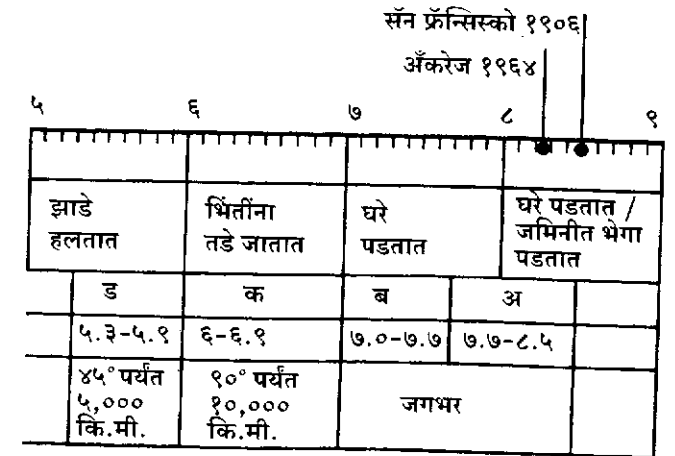 सॅन फ्रॅन्सिस्को १९०६
अँकरेज १९६४
५ ६ ७ ८ ९
झाडे हलतात
भिंतींना तडे जातात
घरे पडतात
घरे पडतात /
जमिनीत भेगा
पडतात
ड क ब अ
५.३-५.९ ६-६.९ ७.०-७.७ ७.७-८.५
४५° पर्यंत
५,०००
कि.मी.
९०° पर्यंत
१०,०००
कि.मी.
जगभर